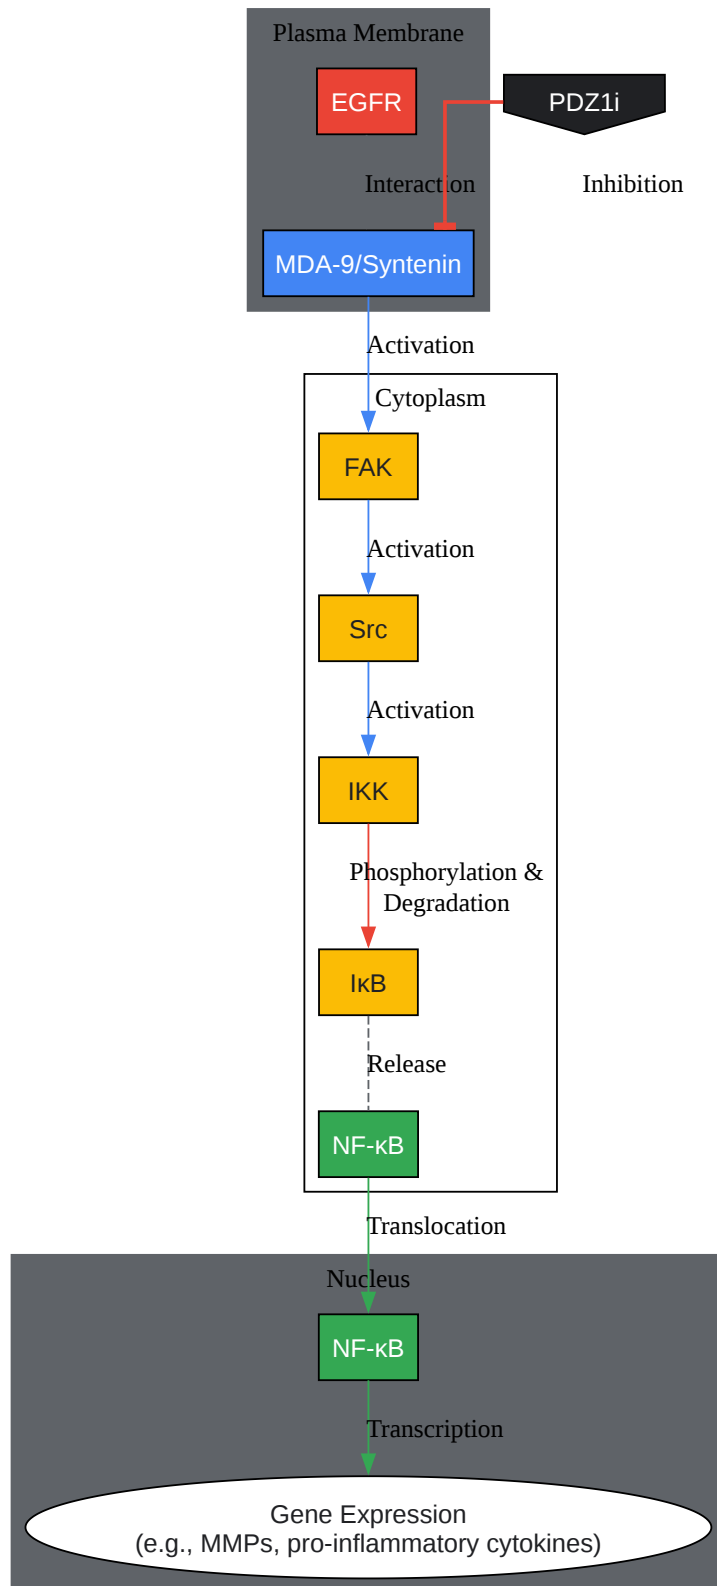 Plasma Membrane
EGFR
PDZ1i
Interaction
Inhibition
MDA-9/Syntenin
Activation
Cytoplasm
FAK
Activation
Src
Activation
IKK
Phosphorylation &
Degradation
IκB
Release
NF-κB
Translocation
Nucleus
NF-κB
Transcription
Gene Expression
(e.g., MMPs, pro-inflammatory cytokines)